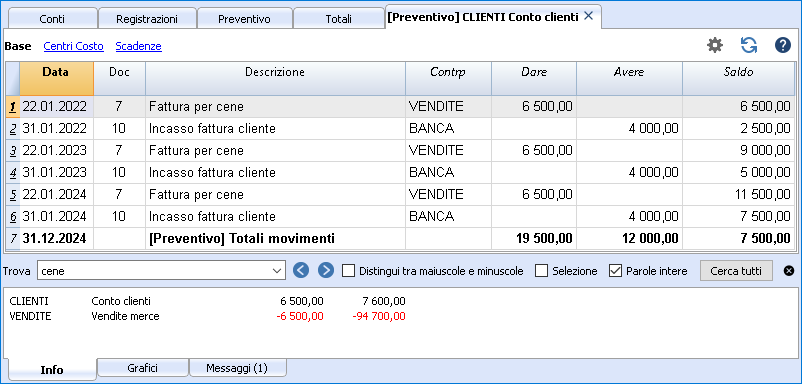 Conti Registrazioni Preventivo Totali [Preventivo] CLIENTI Conto clienti
Base Centri Costo Scadenze
Data Doc Descrizione Contrp Dare Avere Saldo
1 22.01.2022 7 Fattura per cene VENDITE 6 500,00 6 500,00
2 31.01.2022 10 Incasso fattura cliente BANCA 4 000,00 2 500,00
3 22.01.2023 7 Fattura per cene VENDITE 6 500,00 9 000,00
4 31.01.2023 10 Incasso fattura cliente BANCA 4 000,00 5 000,00
5 22.01.2024 7 Fattura per cene VENDITE 6 500,00 11 500,00
6 31.01.2024 10 Incasso fattura cliente BANCA 4 000,00 7 500,00
7 31.12.2024 [Preventivo] Totali movimenti 19 500,00 12 000,00 7 500,00
Trova cene Distingui tra maiuscole e minuscole Selezione Parole intere Cerca tutti
CLIENTI Conto clienti 6 500,00 7 600,00
VENDITE Vendite merce -6 500,00 -94 700,00
Info Grafici Messaggi (1)